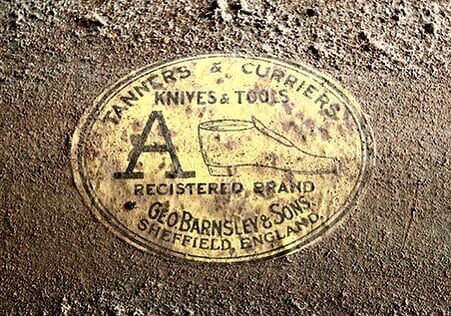 TANNERS & CURRIERS
KNIVES & TOOLS.
A
REGISTERED BRAND
GEO. BARNSLEY & SONS.
SHEFFIELD, ENGLAND.